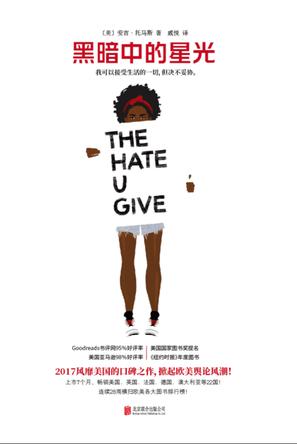 〔美〕安吉·托马斯 著 戚悦 译
黑暗中的星光
我可以接受生活的一切,但决不妥协。
THE
HATE
U
GIVE
Goodreads书评网95%好评率 美国国家图书奖提名
美国亚马逊98%好评率 《纽约时报》年度图书
2017风靡美国的口碑之作,掀起欧美舆论风潮!
上市7个月,畅销美国、英国、法国、德国、澳大利亚等22国!
连续28周横扫欧美各大图书排行榜!
北京联合出版公司